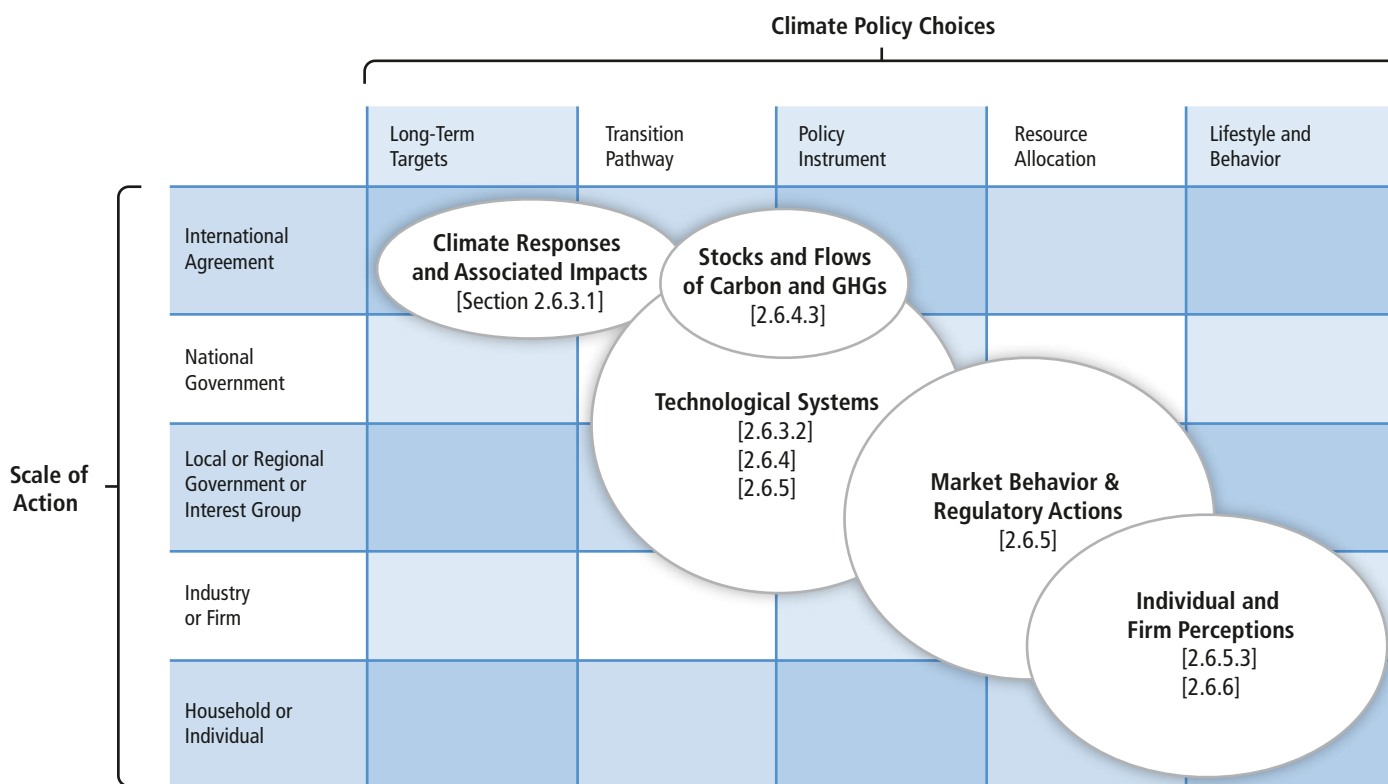 Climate Policy Choices
Long-Term
Targets
Transition
Pathway
Policy
Instrument
Resource
Allocation
Lifestyle and
Behavior
Scale of
Action
International
Agreement
National
Government
Local or Regional
Government or
Interest Group
Industry
or Firm
Household or
Individual
Climate Responses
and Associated Impacts
[Section 2.6.3.1]
Stocks and Flows
of Carbon and GHGs
[2.6.4.3]
Technological Systems
[2.6.3.2]
[2.6.4]
[2.6.5]
Market Behavior &
Regulatory Actions
[2.6.5]
Individual and
Firm Perceptions
[2.6.5.3]
[2.6.6]